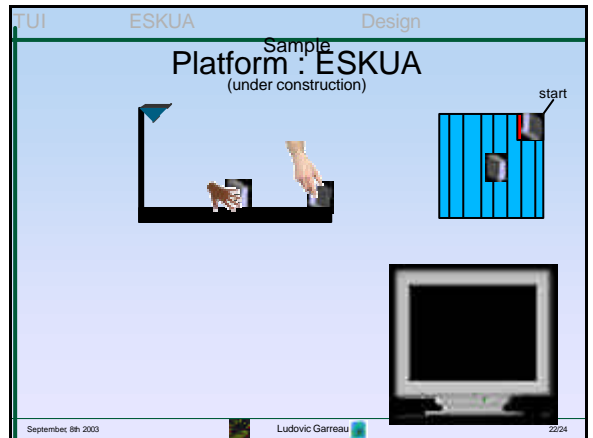 TUI ESKUA Design
Sample
Platform : ESKUA
(under construction)
start
September, 8th 2003 Ludovic Garreau 22/24